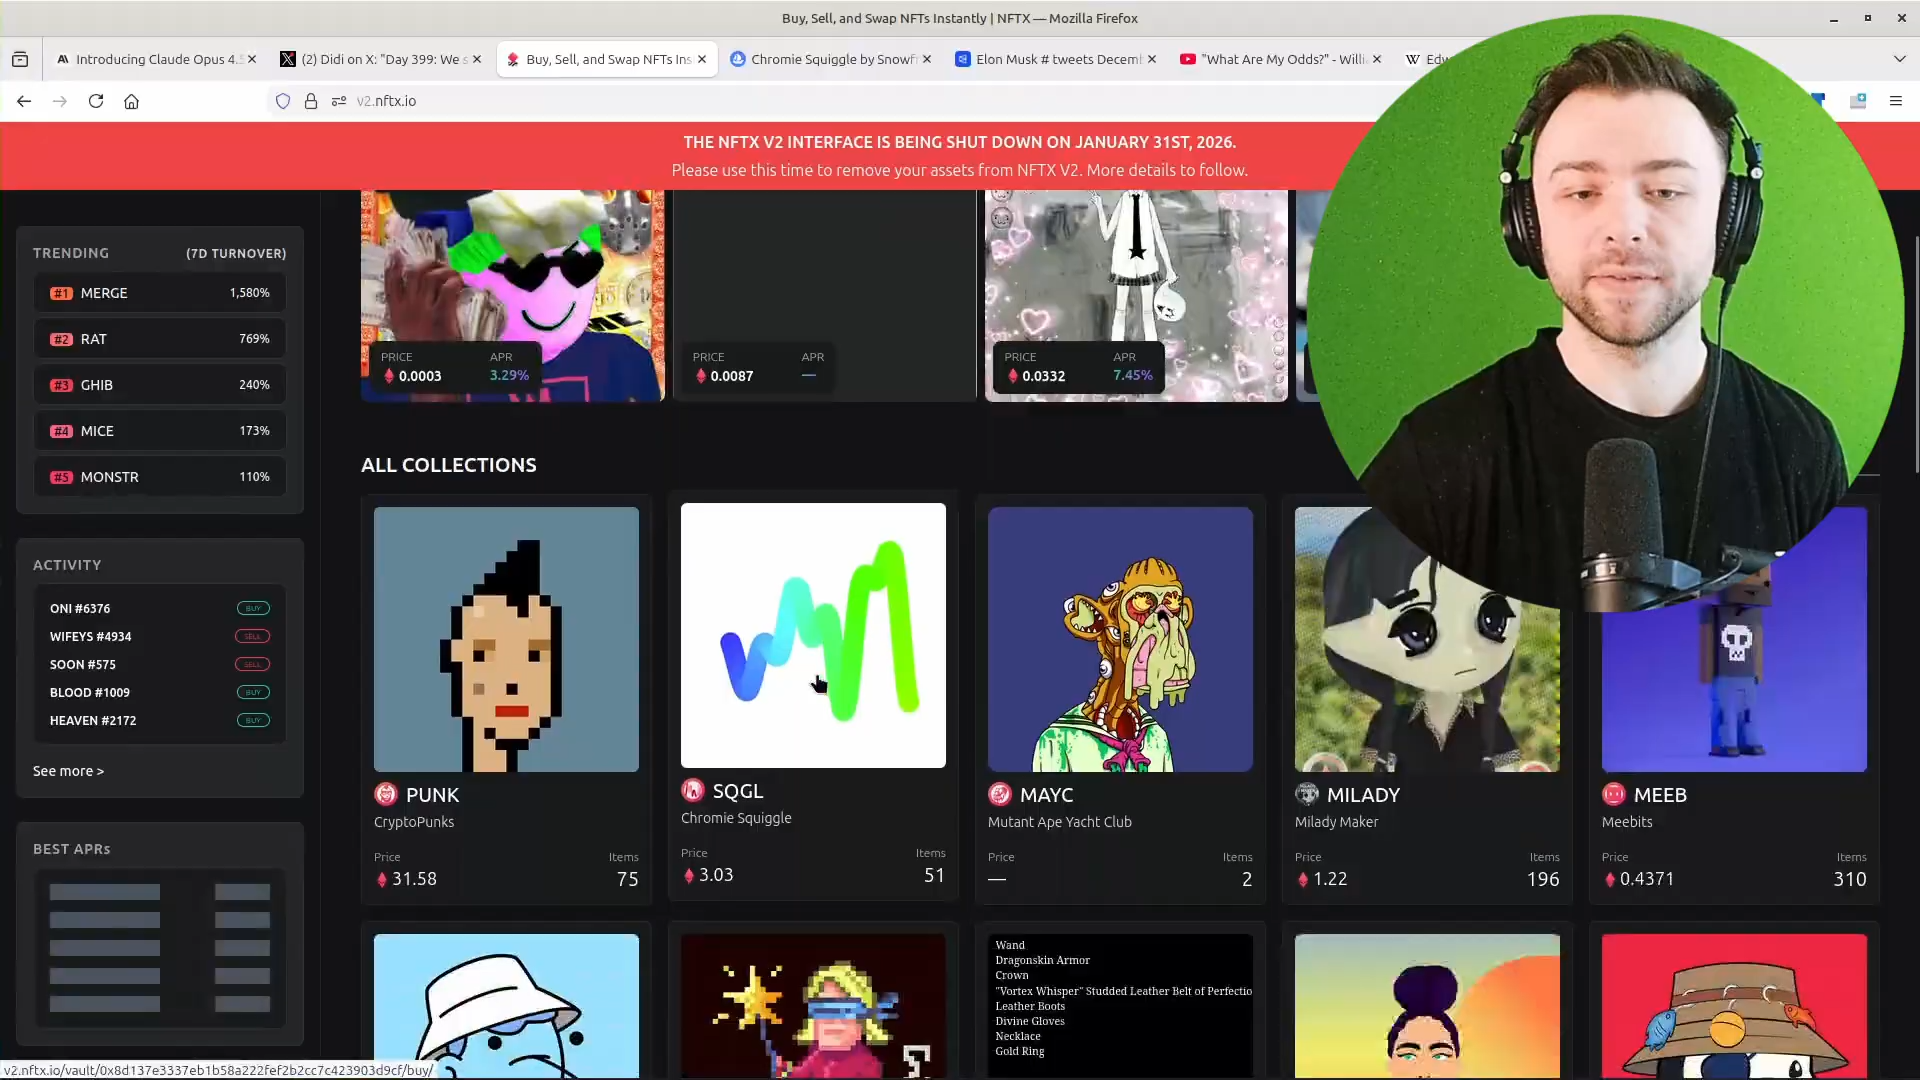 Buy, Sell, and Swap NFTs Instantly | NFTX — Mozilla Firefox
Introducing Claude Opus 4.5
(2) Didi on X: "Day 399: We s
Buy, Sell, and Swap NFTs Ins
Chromie Squiggle by Snowfr
Elon Musk # tweets Decemb
"What Are My Odds?" - Willi
W Edw
v2.nftx.io
THE NFTX V2 INTERFACE IS BEING SHUT DOWN ON JANUARY 31ST, 2026.
Please use this time to remove your assets from NFTX V2. More details to follow.
TRENDING (7D TURNOVER)
#1 MERGE 1,580%
#2 RAT 769%
#3 GHIB 240%
#4 MICE 173%
#5 MONSTR 110%
PRICE APR
0.0003 3.29%
PRICE APR
0.0087 —
PRICE APR
0.0332 7.45%
ALL COLLECTIONS
ACTIVITY
ONI #6376 BUY
WIFEYS #4934 SELL
SOON #575 SELL
BLOOD #1009 BUY
HEAVEN #2172 BUY
See more >
BEST APRs
PUNK
CryptoPunks
Price Items
31.58 75
SQGL
Chromie Squiggle
Price Items
3.03 51
MAYC
Mutant Ape Yacht Club
Price Items
— 2
MILADY
Milady Maker
Price Items
1.22 196
MEEB
Meebits
Price Items
0.4371 310
Wand
Dragonskin Armor
Crown
"Vortex Whisper" Studded Leather Belt of Perfectio
Leather Boots
Divine Gloves
Necklace
Gold Ring
v2.nftx.io/vault/0x8d137e3337eb1b58a222fef2b2cc7c423903d9cf/buy/